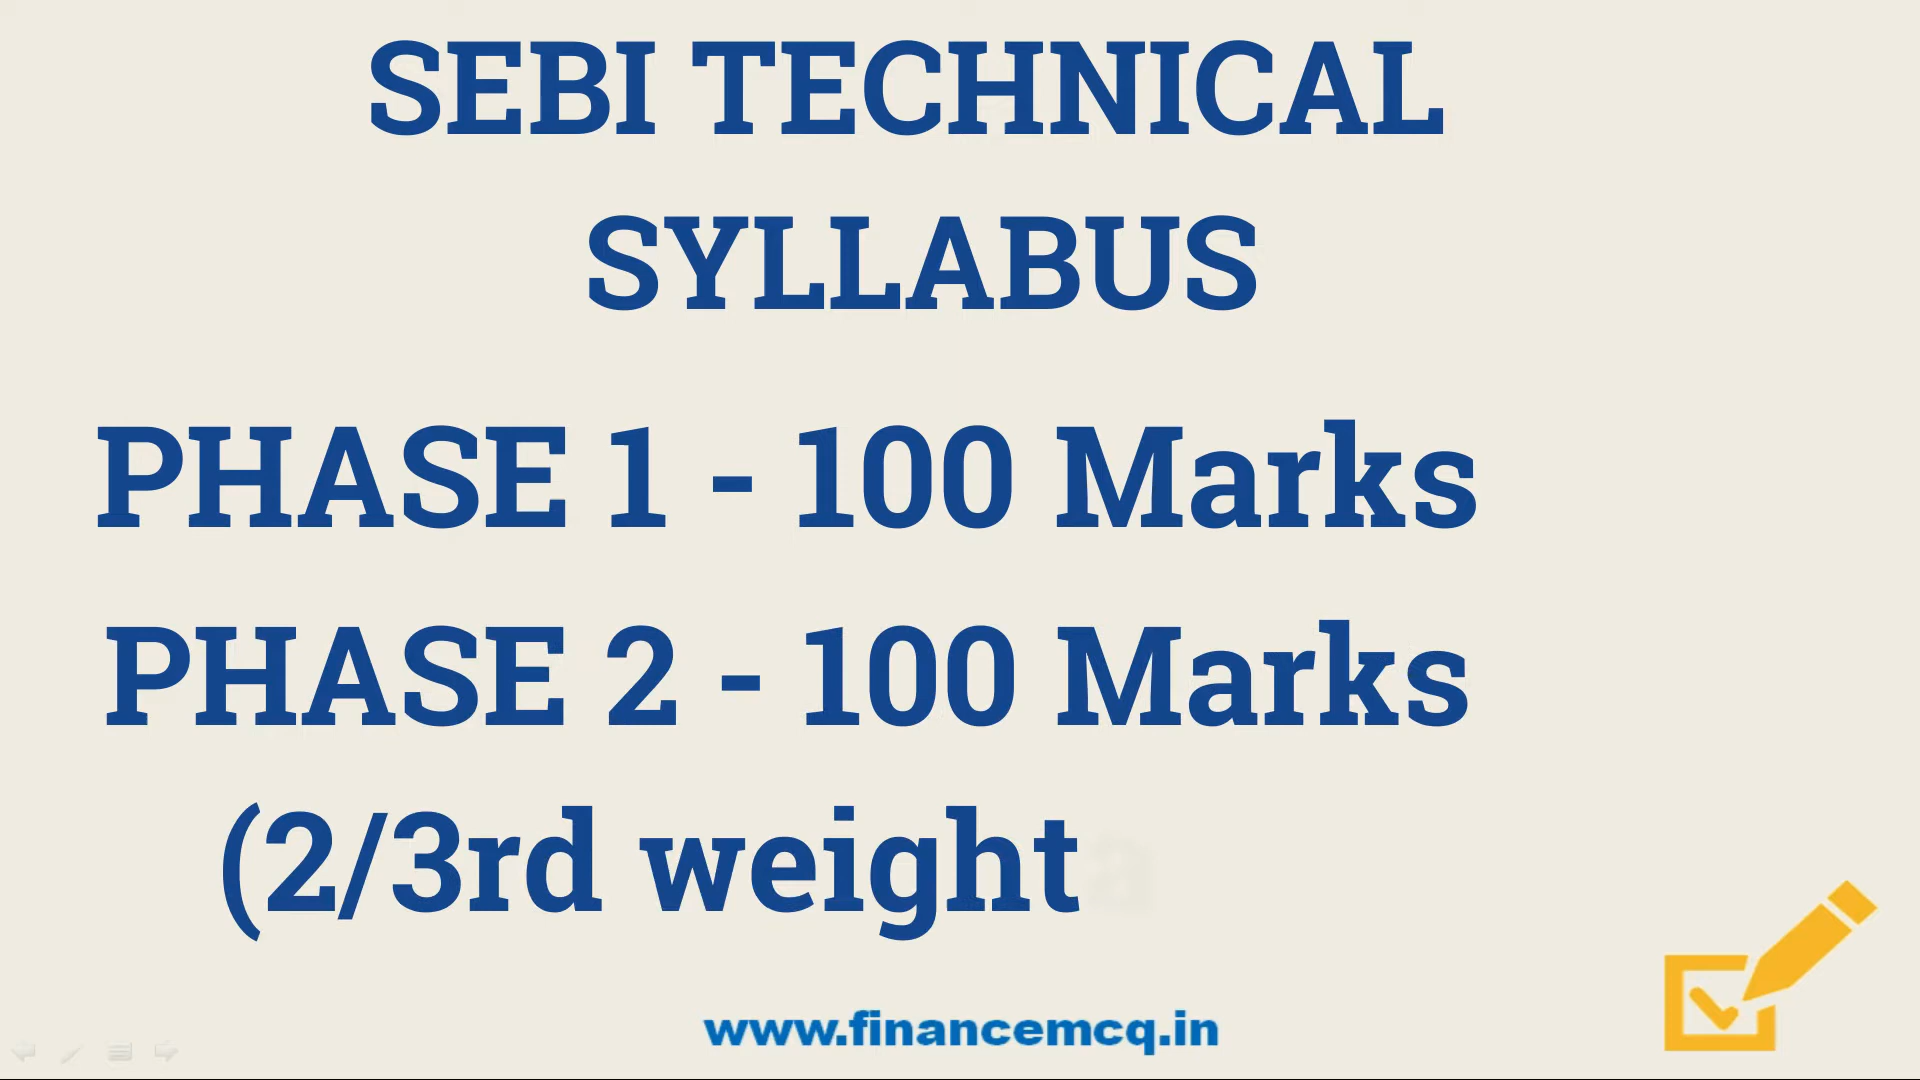 SEBI TECHNICAL
SYLLABUS
PHASE 1 - 100 Marks
PHASE 2 - 100 Marks
(2/3rd weight
www.financemcq.in